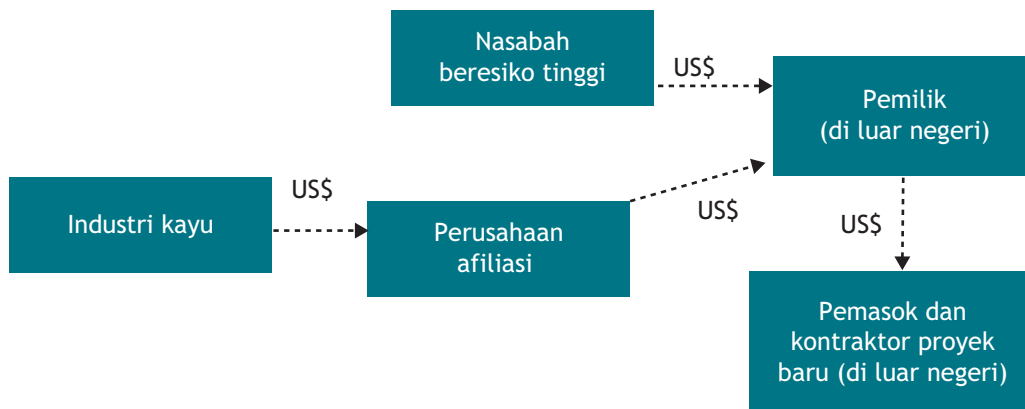 Nasabah
beresiko tinggi
US$
Pemilik
(di luar negeri)
Industri kayu
US$
Perusahaan
afiliasi
US$
US$
Pemasok dan
kontraktor proyek
baru (di luar negeri)